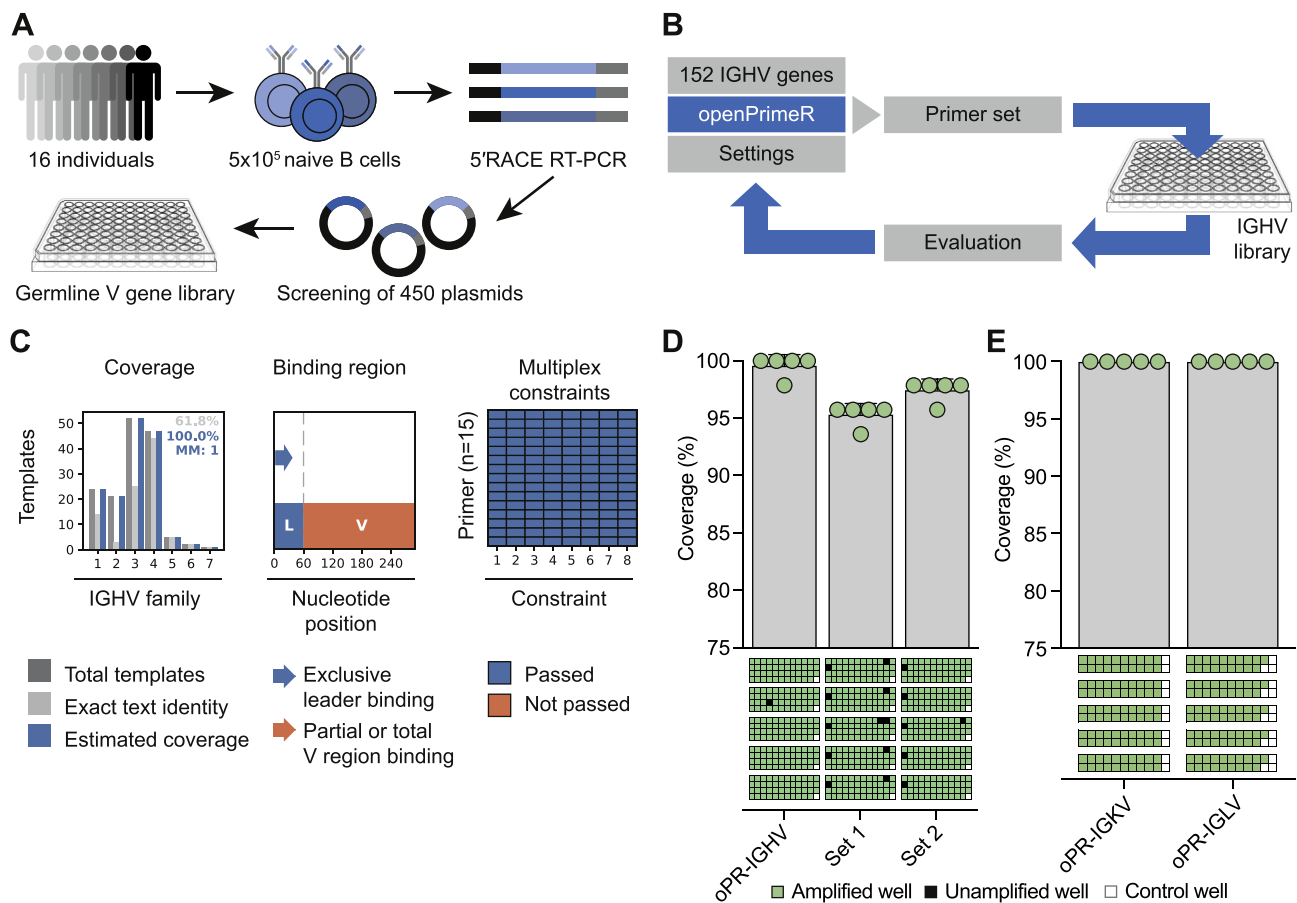 A
16 individuals
5x10⁵ naive B cells
5′RACE RT-PCR
Germline V gene library
Screening of 450 plasmids
B
152 IGHV genes
openPrimeR
Settings
Primer set
Evaluation
IGHV
library
C
Coverage
Templates
50
40
30
20
10
0
61.8%
100.0%
MM: 1
1 2 3 4 5 6 7
IGHV family
Total templates
Exact text identity
Estimated coverage
Binding region
L
V
0 60 120 180 240
Nucleotide
position
Exclusive
leader binding
Partial or total
V region binding
Multiplex
constraints
Primer (n=15)
1 2 3 4 5 6 7 8
Constraint
Passed
Not passed
D
Coverage (%)
100
95
90
85
80
75
oPR-IGHV
Set 1
Set 2
E
Coverage (%)
100
95
90
85
80
75
oPR-IGKV
oPR-IGLV
Amplified well
Unamplified well
Control well